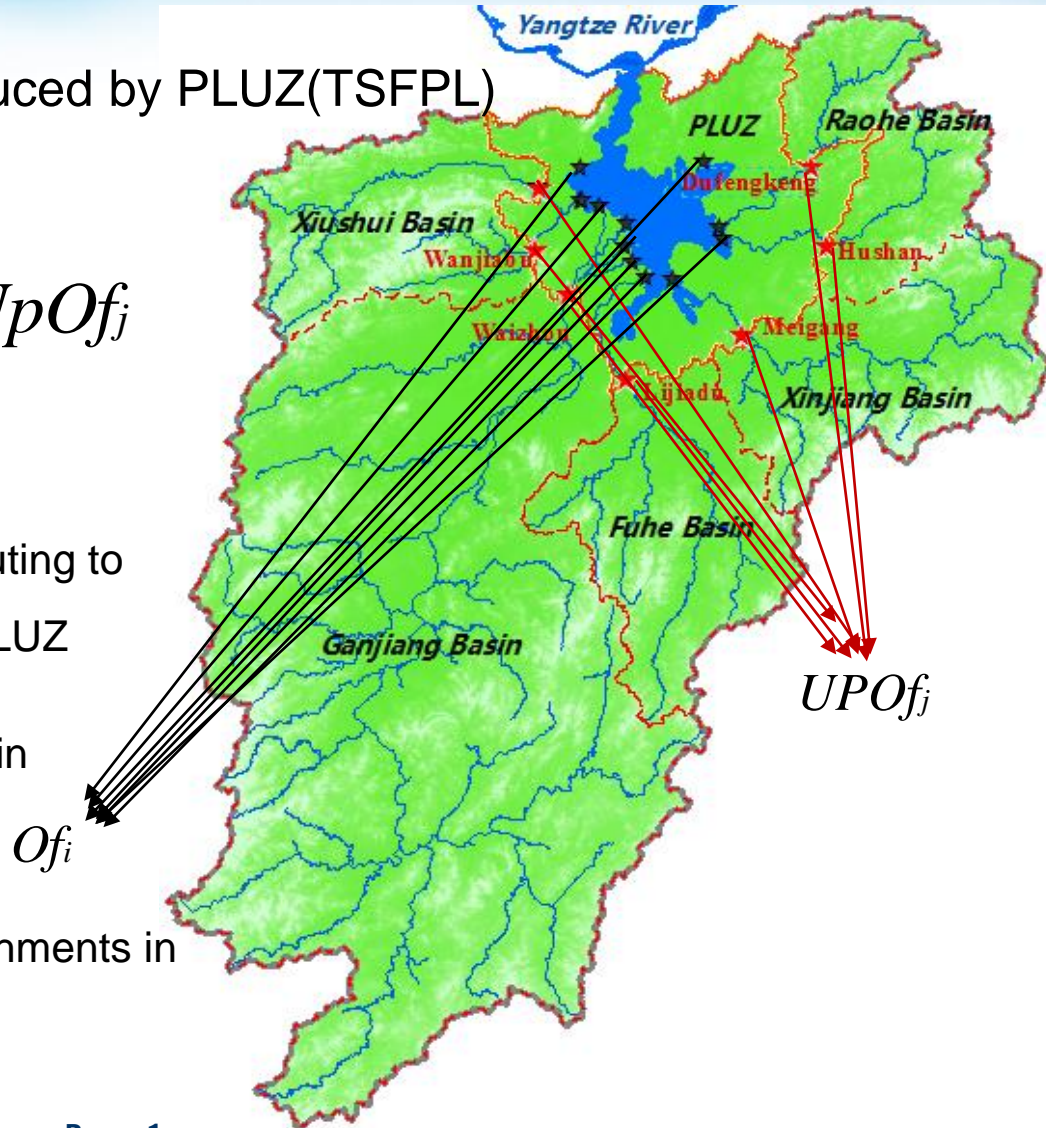 Yangtze River
uced by PLUZ(TSFPL)
PLUZ
Raohe Basin
Dufengkeng
Xiushui Basin
Wanjiabu
Hushan
UpOfj
Waizhou
Meigang
Lijiadu
Xinjiang Basin
Fuhe Basin
uting to
LUZ
Ganjiang Basin
UPOfj
in
Ofi
nments in